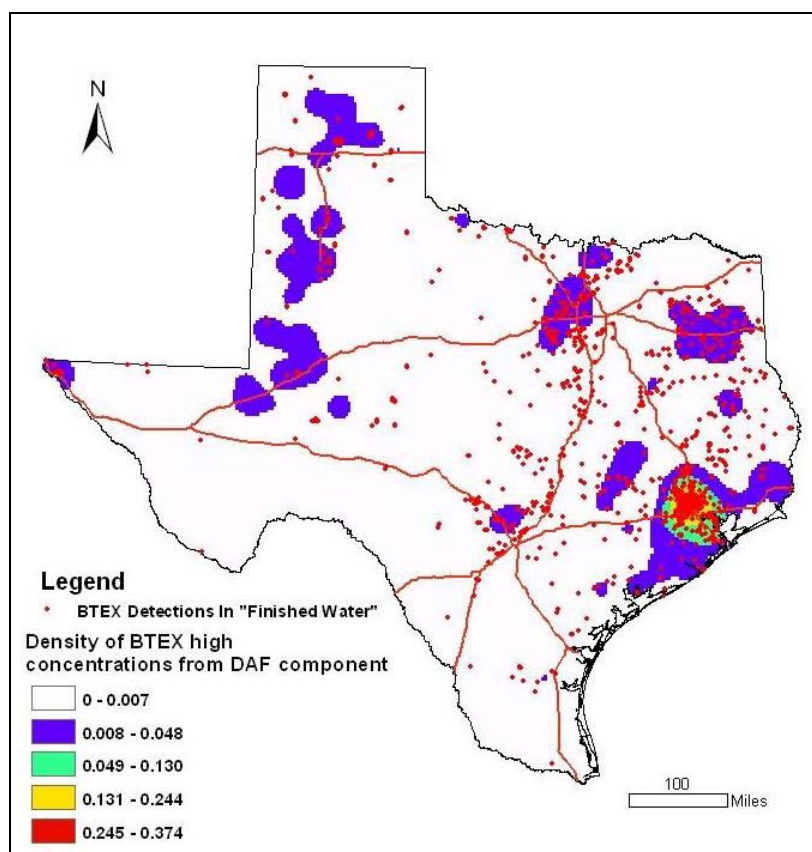 N
Legend
BTEX Detections In "Finished Water"
Density of BTEX high
concentrations from DAF component
0 - 0.007
0.008 - 0.048
0.049 - 0.130
0.131 - 0.244
0.245 - 0.374
100
Miles